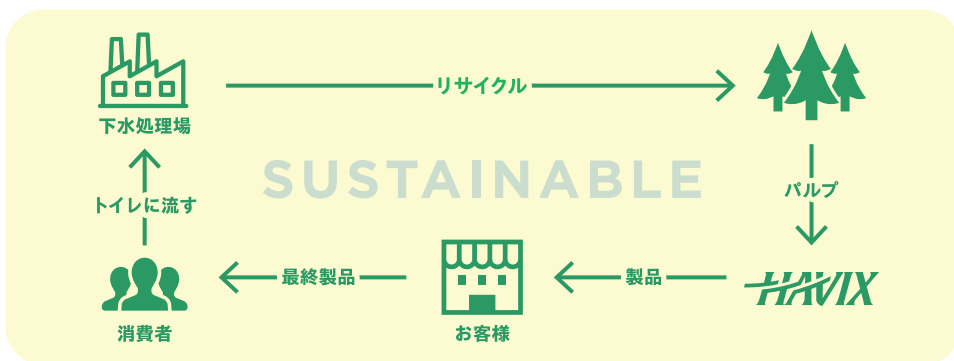 リサイクル
下水処理場
SUSTAINABLE
パルプ
トイレに流す
最終製品
製品
HAVIX
消費者
お客様